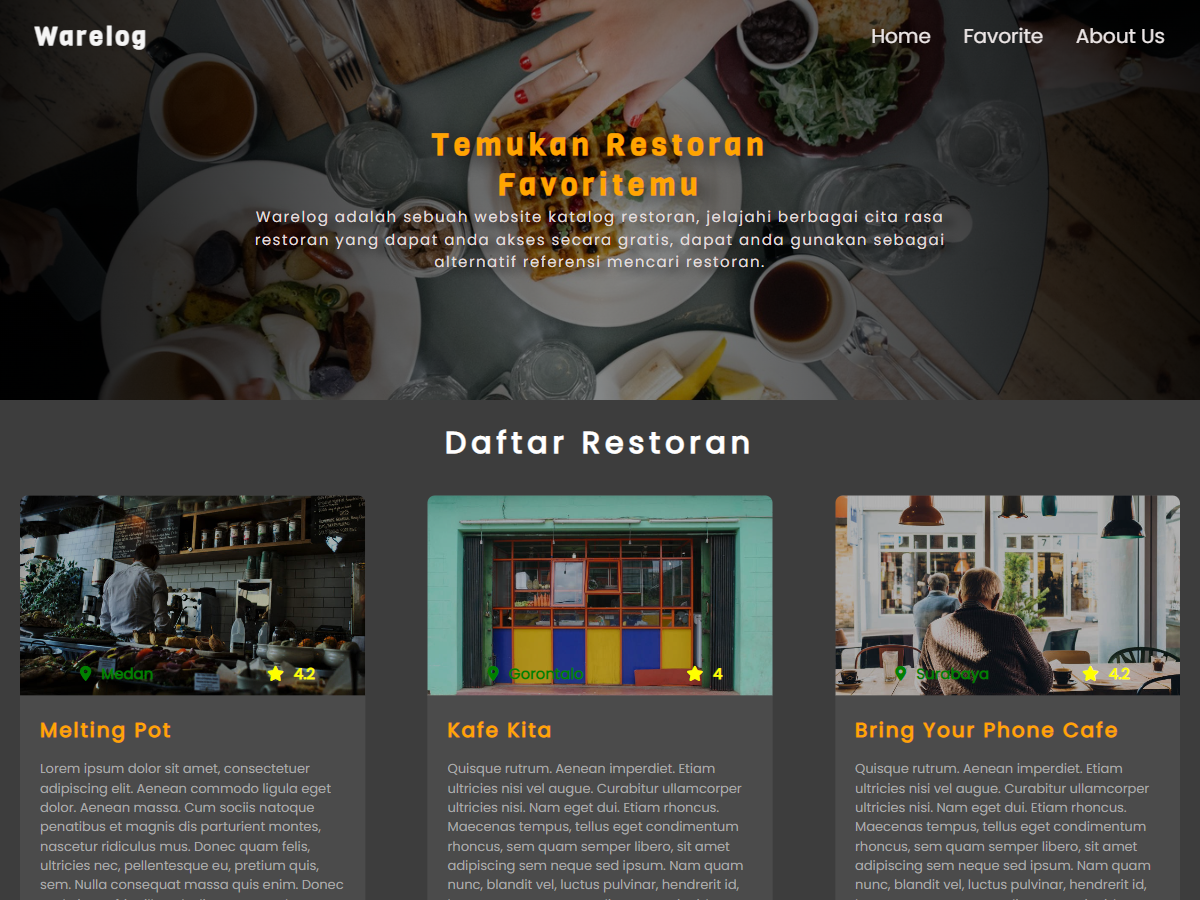 Warelog
Home Favorite About Us
Temukan Restoran
Favoritemu
Warelog adalah sebuah website katalog restoran, jelajahi berbagai cita rasa
restoran yang dapat anda akses secara gratis, dapat anda gunakan sebagai
alternatif referensi mencari restoran.
Daftar Restoran
Medan 4.2
Melting Pot
Lorem ipsum dolor sit amet, consectetuer
adipiscing elit. Aenean commodo ligula eget
dolor. Aenean massa. Cum sociis natoque
penatibus et magnis dis parturient montes,
nascetur ridiculus mus. Donec quam felis,
ultricies nec, pellentesque eu, pretium quis,
sem. Nulla consequat massa quis enim. Donec
Gorontalo 4
Kafe Kita
Quisque rutrum. Aenean imperdiet. Etiam
ultricies nisi vel augue. Curabitur ullamcorper
ultricies nisi. Nam eget dui. Etiam rhoncus.
Maecenas tempus, tellus eget condimentum
rhoncus, sem quam semper libero, sit amet
adipiscing sem neque sed ipsum. Nam quam
nunc, blandit vel, luctus pulvinar, hendrerit id,
Surabaya 4.2
Bring Your Phone Cafe
Quisque rutrum. Aenean imperdiet. Etiam
ultricies nisi vel augue. Curabitur ullamcorper
ultricies nisi. Nam eget dui. Etiam rhoncus.
Maecenas tempus, tellus eget condimentum
rhoncus, sem quam semper libero, sit amet
adipiscing sem neque sed ipsum. Nam quam
nunc, blandit vel, luctus pulvinar, hendrerit id,